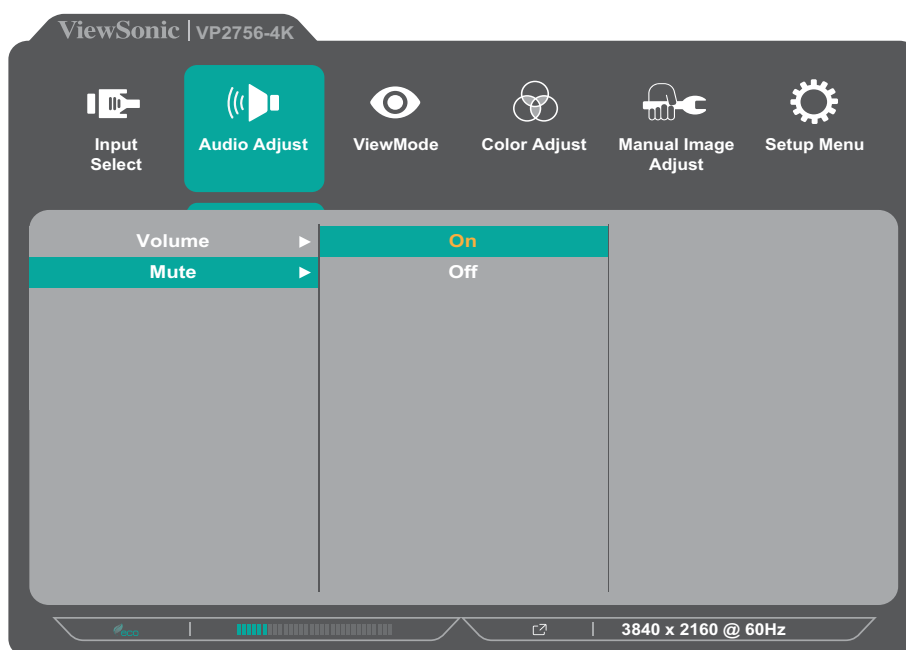 ViewSonic | VP2756-4K
Input Select
Audio Adjust
ViewMode
Color Adjust
Manual Image Adjust
Setup Menu
Volume
On
Mute
Off
eco
3840 x 2160 @ 60Hz